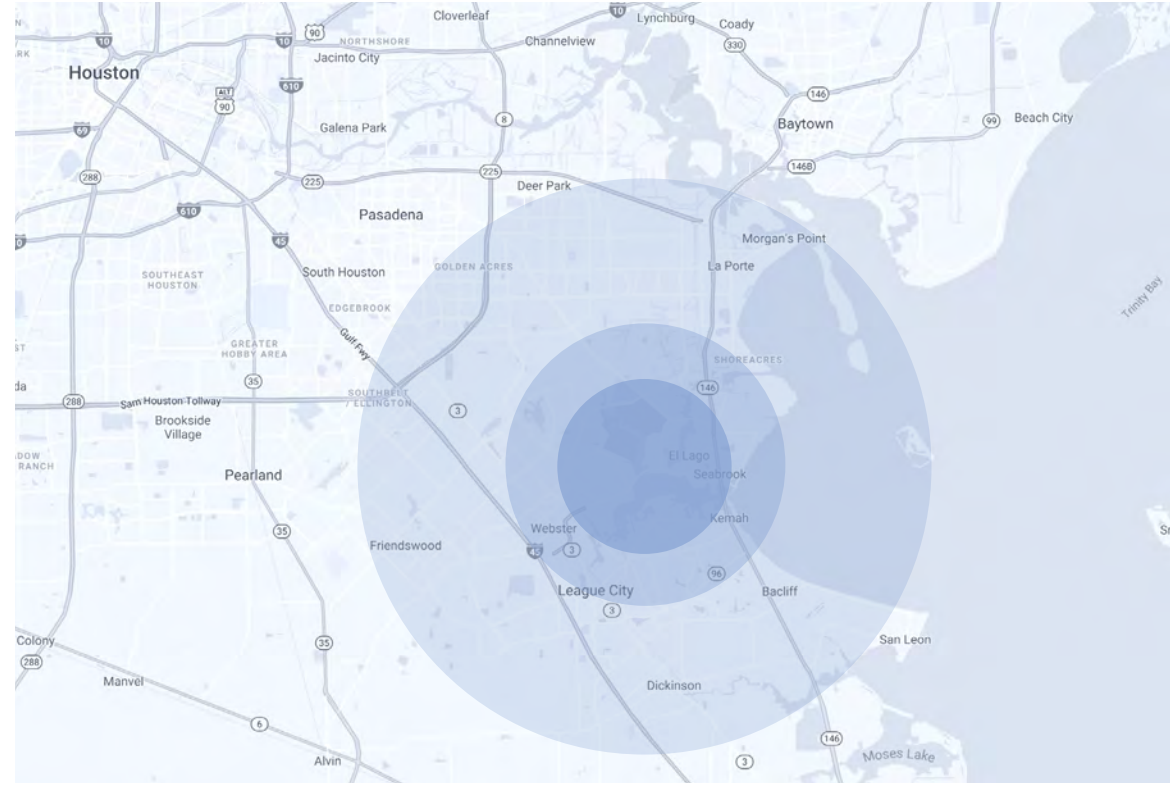 Cloverleaf
10
Lynchburg
Coady
90
10
10
NORTHSHORE
Channelview
330
Jacinto City
Houston
610
ALT
90
146
Beach City
99
8
Baytown
69
Galena Park
146B
288
225
225
Deer Park
610
Pasadena
45
Morgan's Point
GOLDEN ACRES
La Porte
SOUTHEAST
HOUSTON
South Houston
Trinity Bay
EDGEBROOK
Gulf Fwy
GREATER
HOBBY AREA
SHOREACRES
35
146
288
Sam Houston Tollway
SOUTHBELT
/ ELLINGTON
3
Brookside
Village
El Lago
RANCH
Pearland
Seabrook
Kemah
35
Webster
Friendswood
45
3
96
League City
Bacliff
3
Colony
35
San Leon
288
Manvel
Dickinson
6
146
Alvin
3
Moses Lake